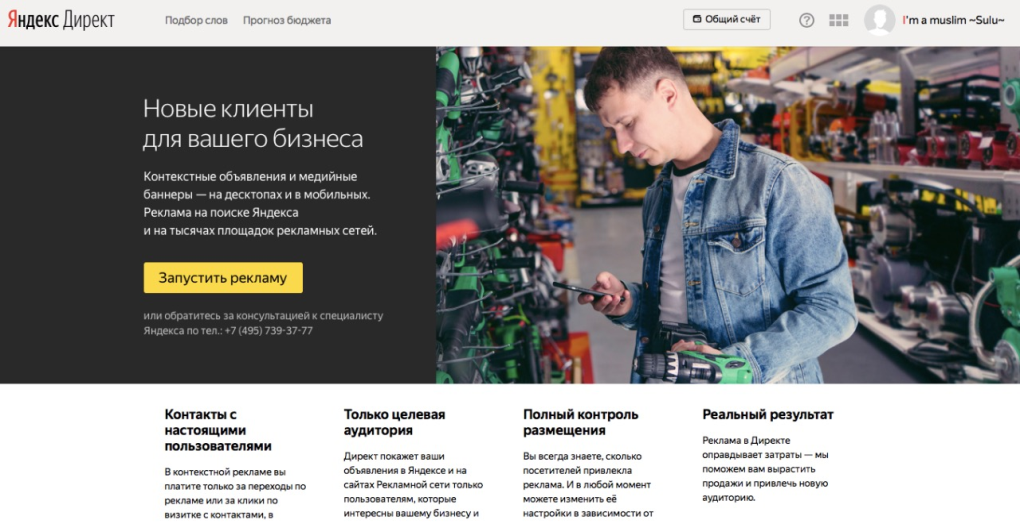 Яндекс Директ
Подбор слов
Прогноз бюджета
Общий счёт
?
I'm a muslim ~Sulu~
Новые клиенты
для вашего бизнеса
Контекстные объявления и медийные
баннеры — на десктопах и в мобильных.
Реклама на поиске Яндекса
и на тысячах площадок рекламных сетей.
Запустить рекламу
или обратитесь за консультацией к специалисту
Яндекса по тел.: +7 (495) 739-37-77
Контакты с
настоящими
пользователями
В контекстной рекламе вы
платите только за переходы по
рекламе или за клики по
визитке с контактами, в
Только целевая
аудитория
Директ покажет ваши
объявления в Яндексе и на
сайтах Рекламной сети только
пользователям, которые
интересны вашему бизнесу и
Полный контроль
размещения
Вы всегда знаете, сколько
посетителей привлекла
реклама. И в любой момент
можете изменить её
настройки в зависимости от
Реальный результат
Реклама в Директе
оправдывает затраты — мы
поможем вам вырастить
продажи и привлечь новую
аудиторию.